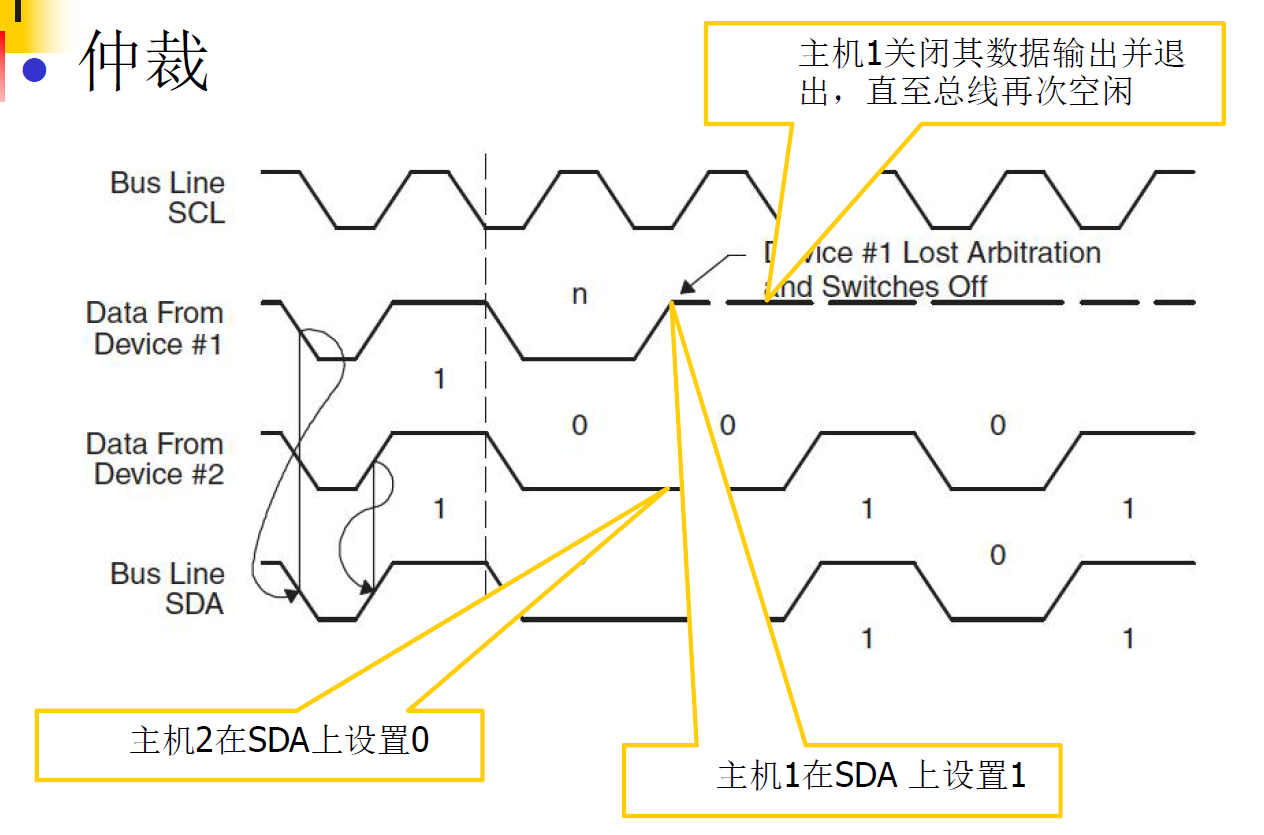 仲裁
主机1关闭其数据输出并退
出，直至总线再次空闲
Bus Line
SCL
Device #1 Lost Arbitration
and Switches Off
n
Data From
Device #1
1
0
0
0
Data From
Device #2
1
1
1
0
Bus Line
SDA
1
1
主机2在SDA上设置0
主机1在SDA 上设置1